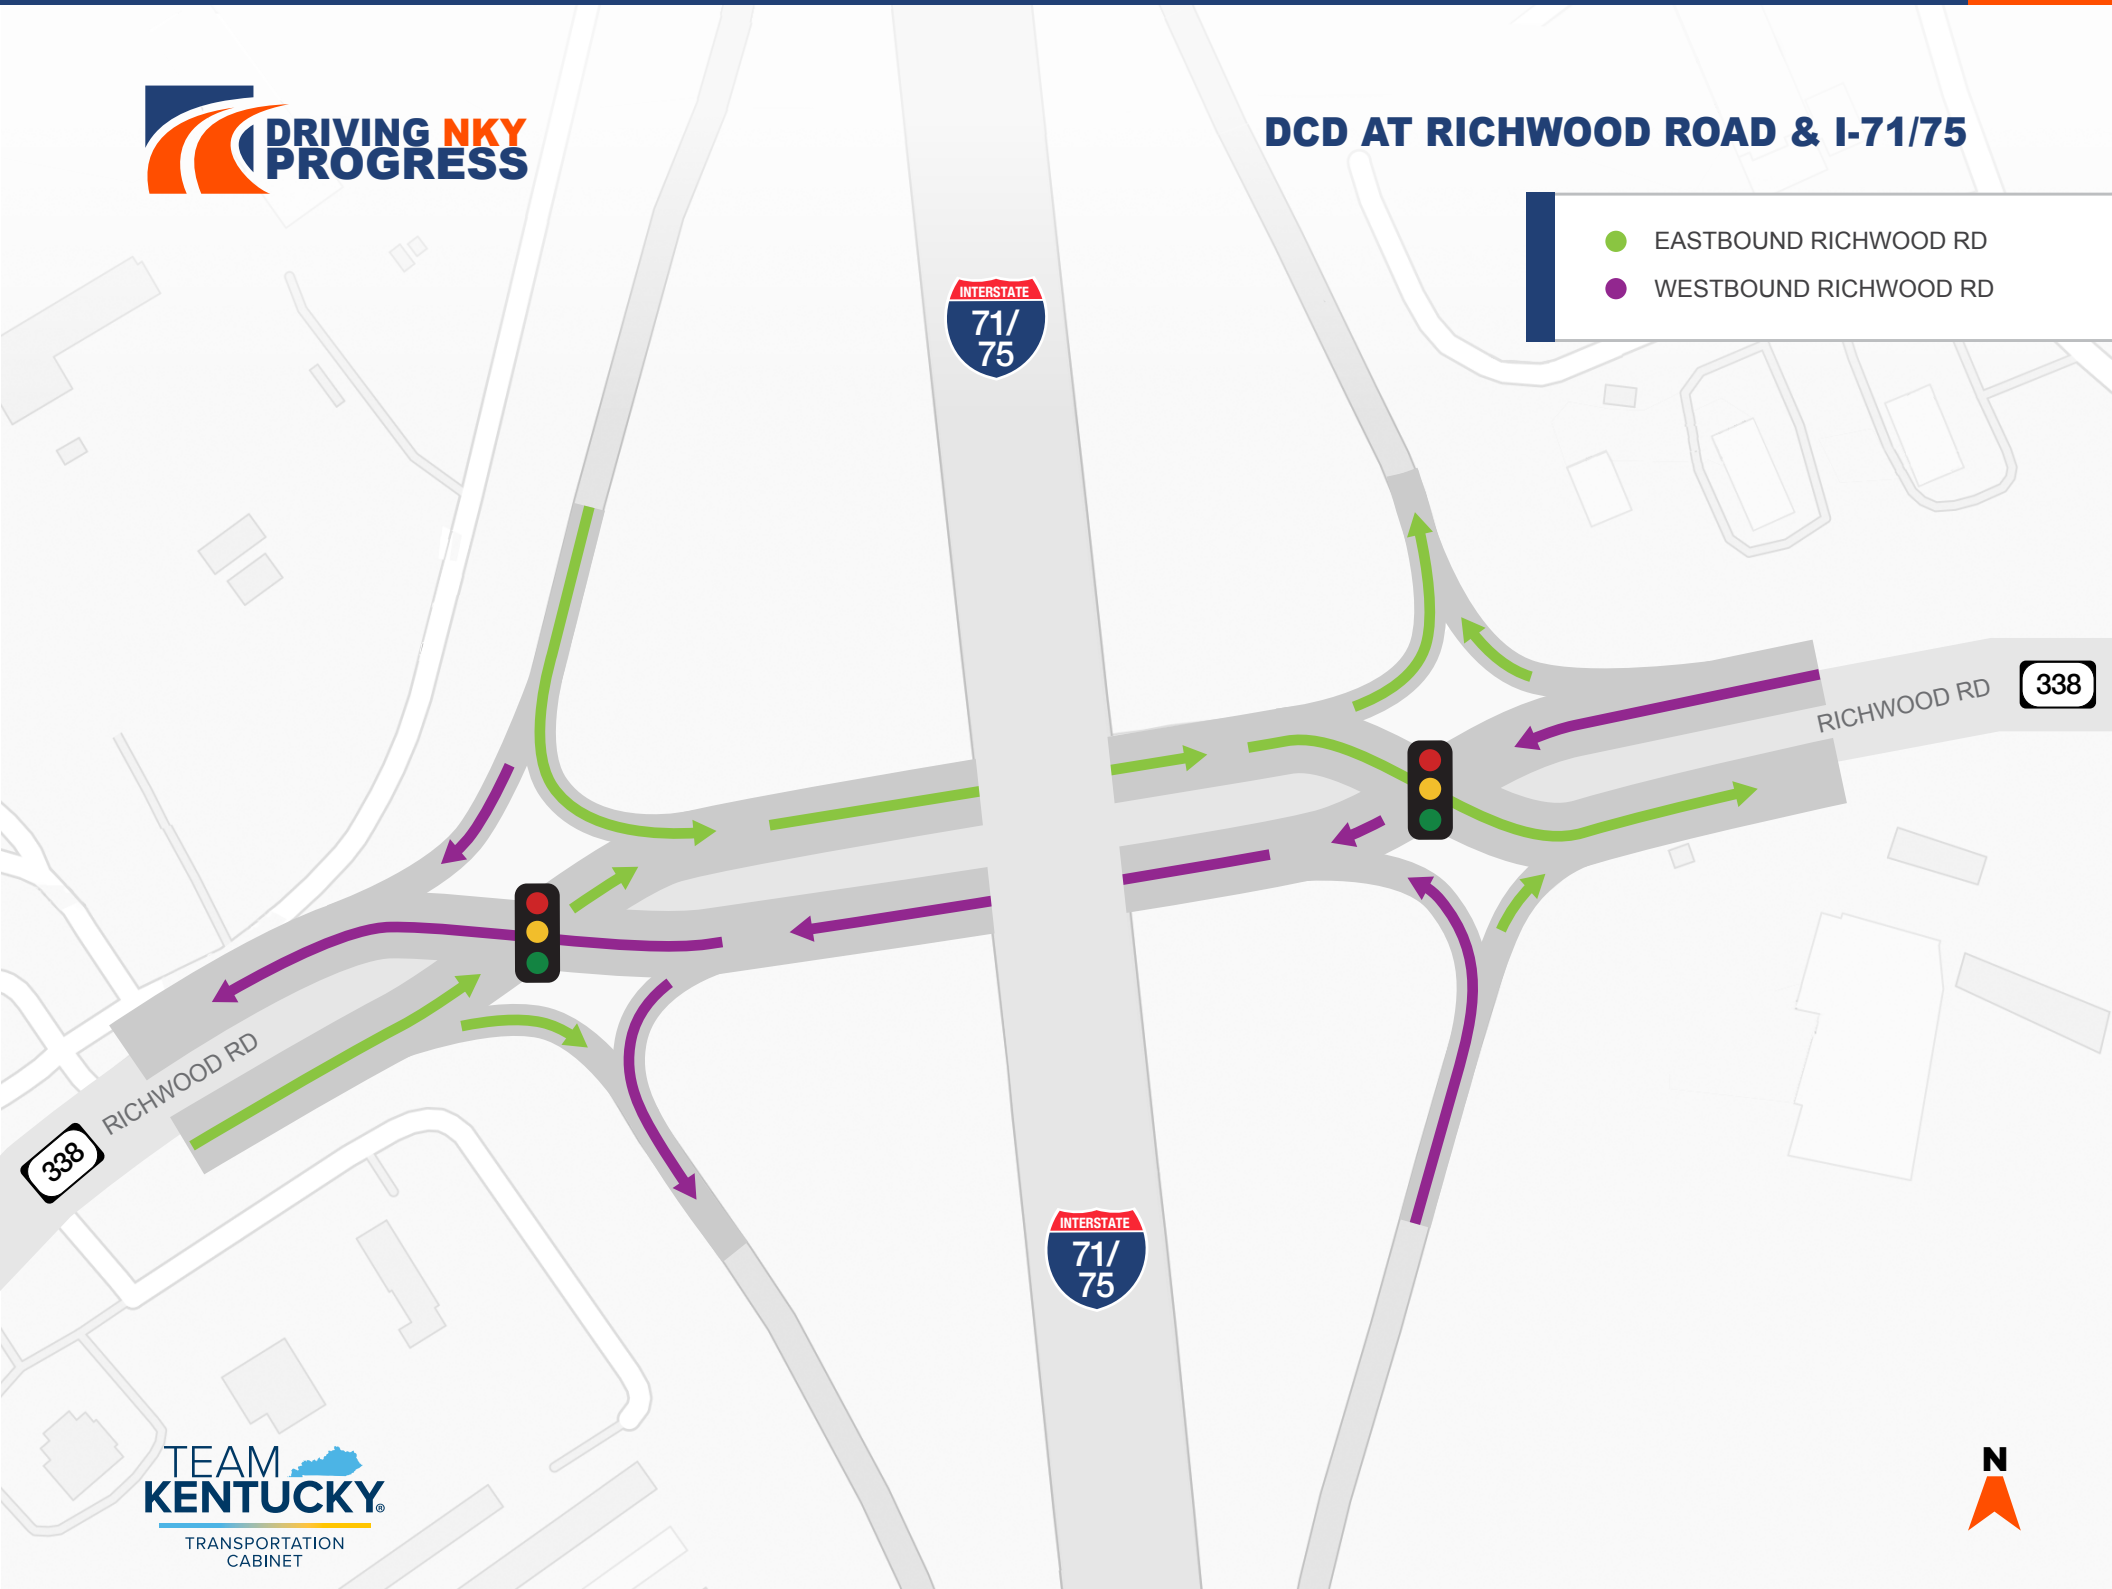 DRIVING NKY
PROGRESS
DCD AT RICHWOOD ROAD & I-71/75
EASTBOUND RICHWOOD RD
WESTBOUND RICHWOOD RD
INTERSTATE
71/
75
338
RICHWOOD RD
RICHWOOD RD
338
INTERSTATE
71/
75
TEAM
KENTUCKY®
TRANSPORTATION
CABINET
N